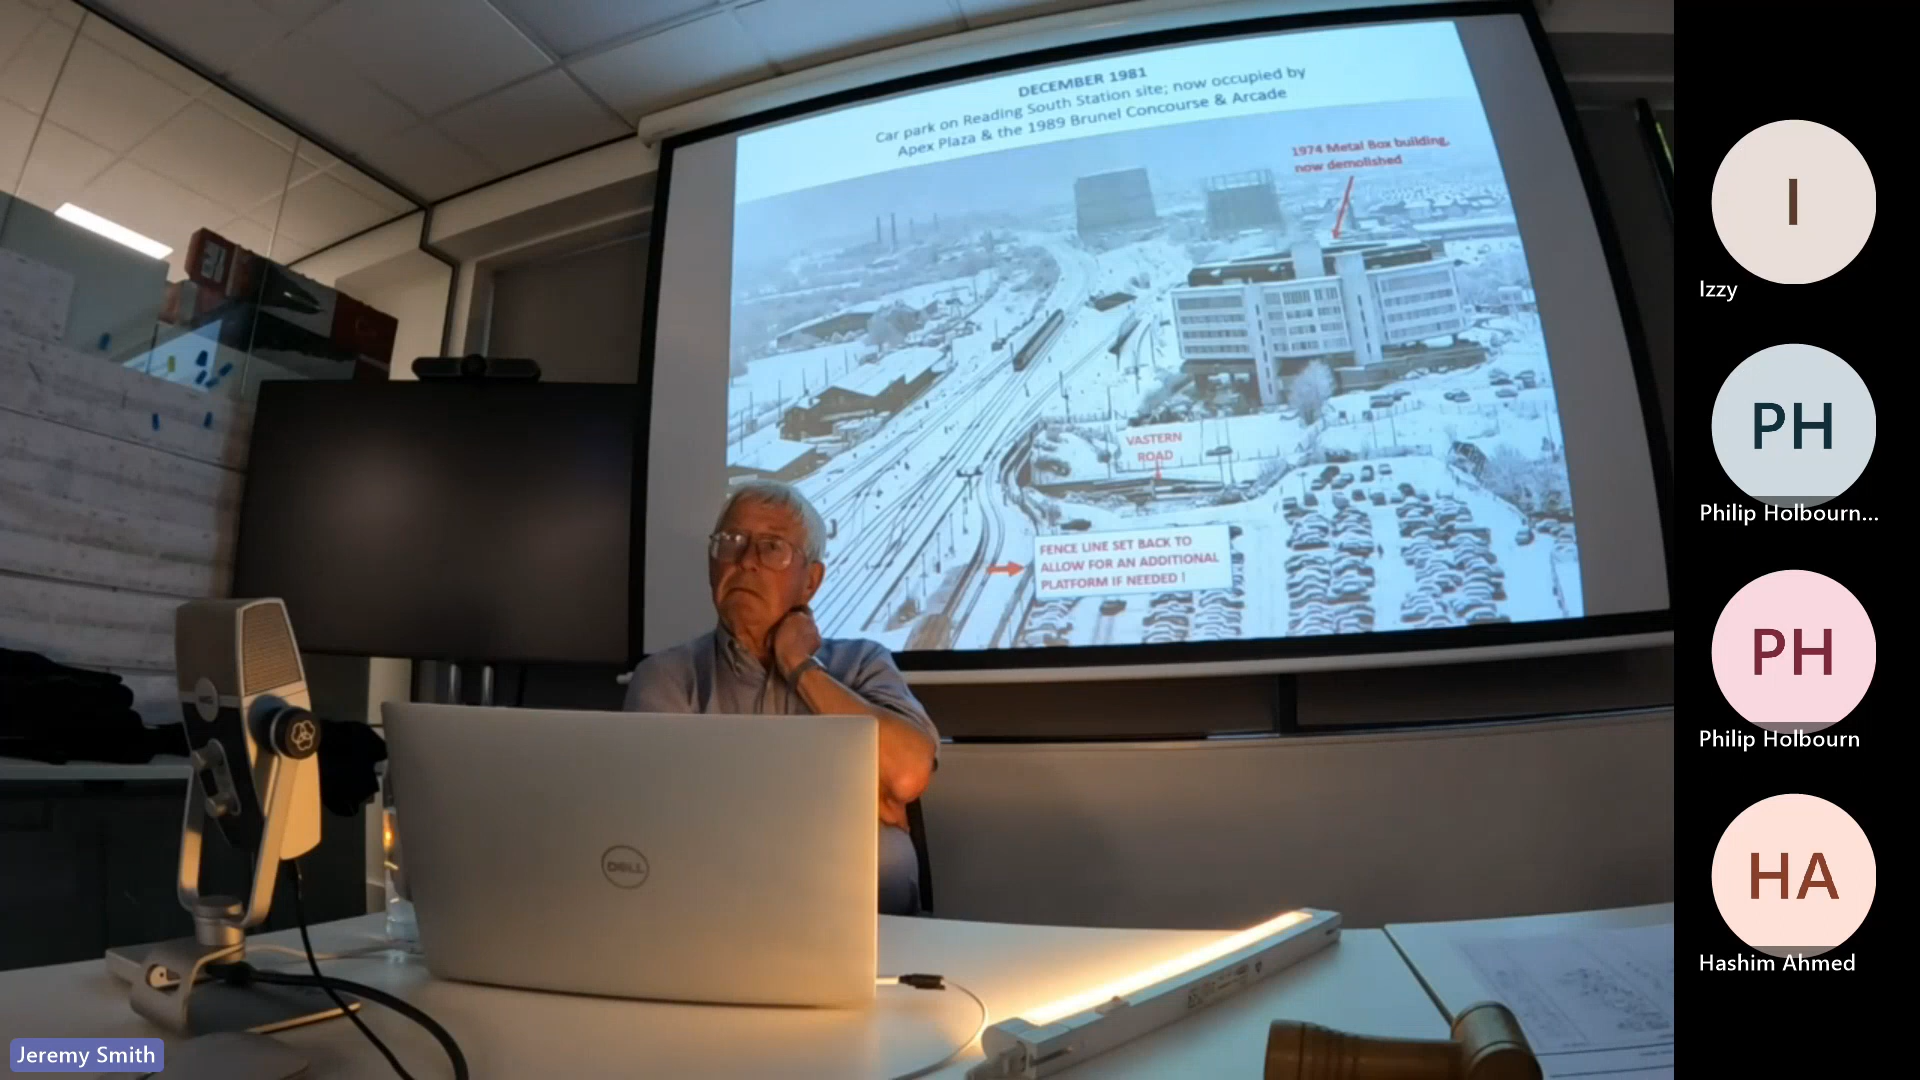 DECEMBER 1981
Car park on Reading South Station site; now occupied by
Apex Plaza & the 1989 Brunel Concourse & Arcade
1974 Metal Box building,
now demolished
VASTERN
ROAD
FENCE LINE SET BACK TO
ALLOW FOR AN ADDITIONAL
PLATFORM IF NEEDED !
DELL
I
Izzy
PH
Philip Holbourn...
PH
Philip Holbourn
HA
Hashim Ahmed
Jeremy Smith